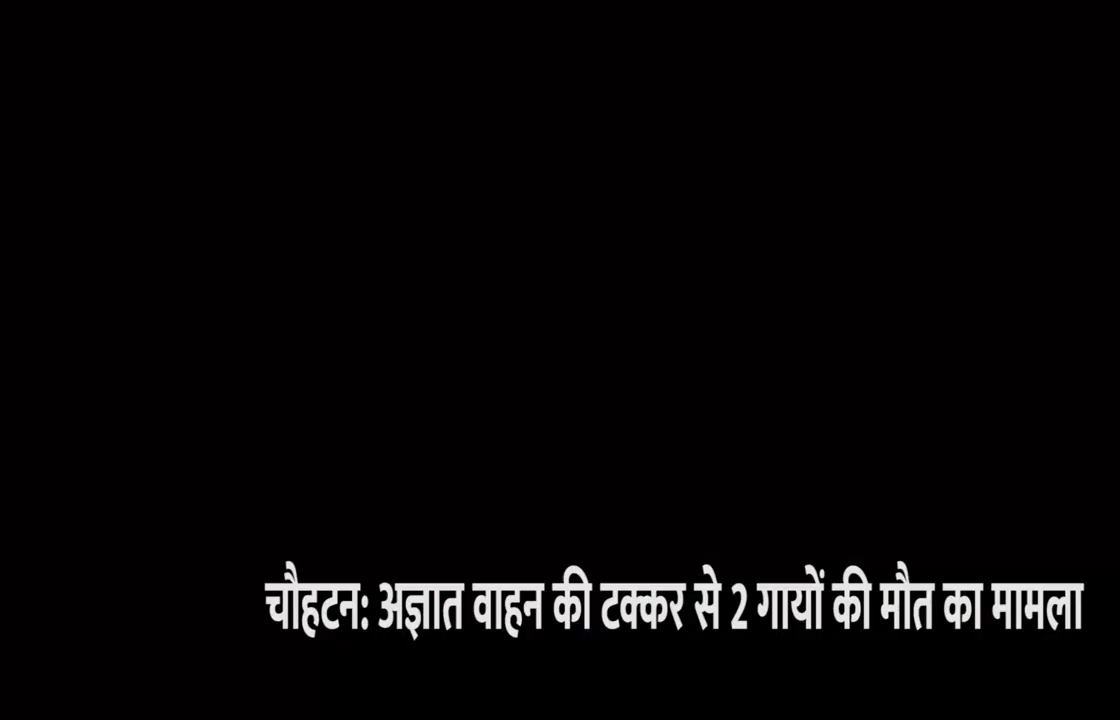 चौहटन: अज्ञात वाहन की टक्कर से 2 गायों की मौत का मामला